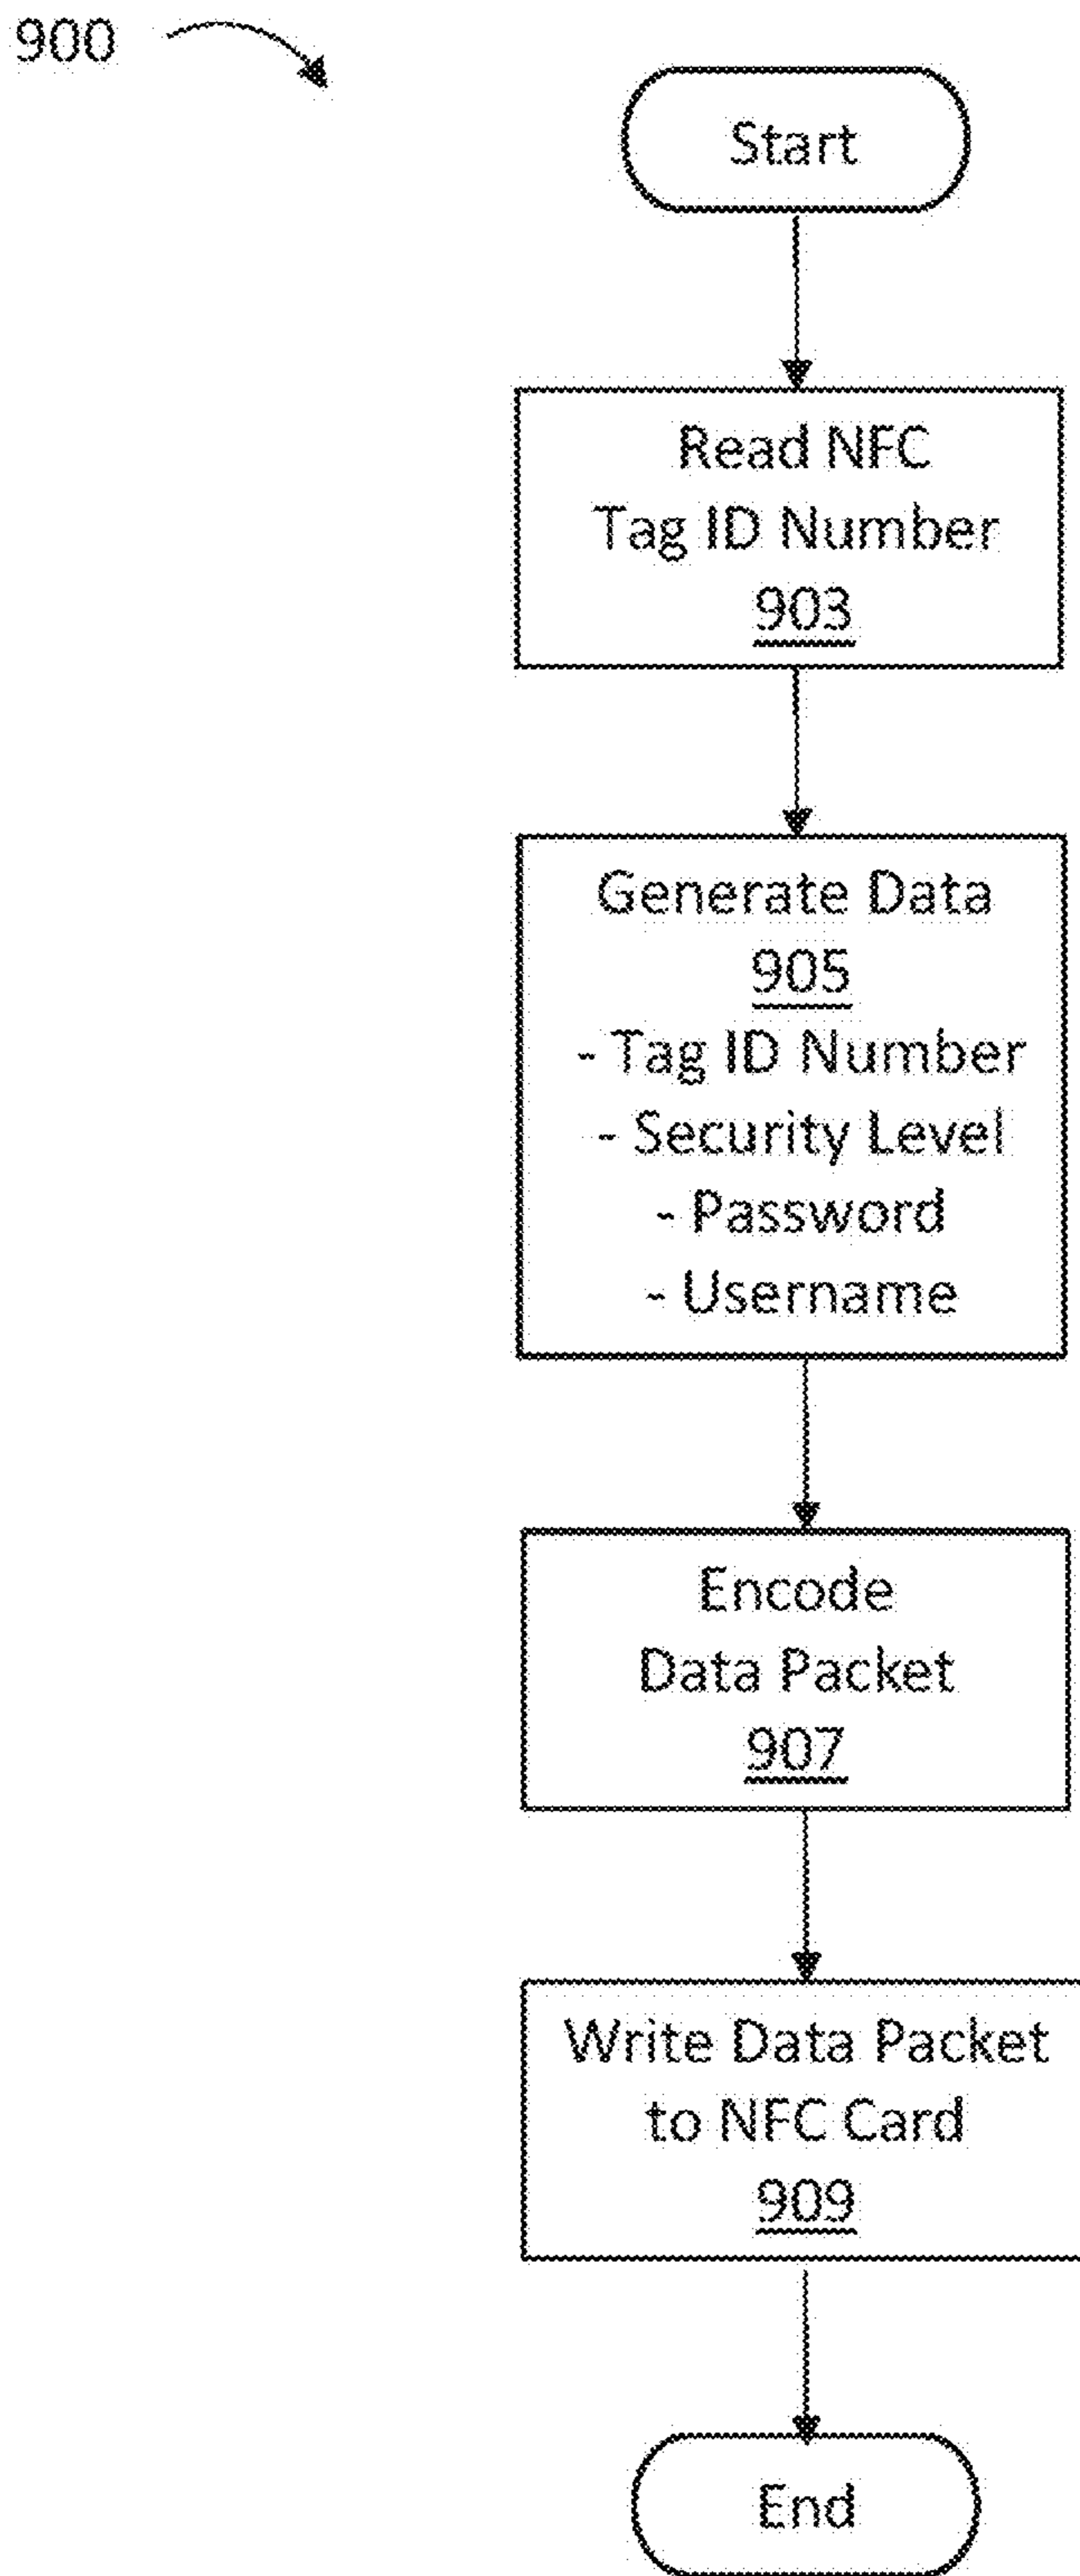 900
Start
Read NFC
Tag ID Number
903
Generate Data
905
- Tag ID Number
- Security Level
- Password
- Username
Encode
Data Packet
907
Write Data Packet
to NFC Card
909
End